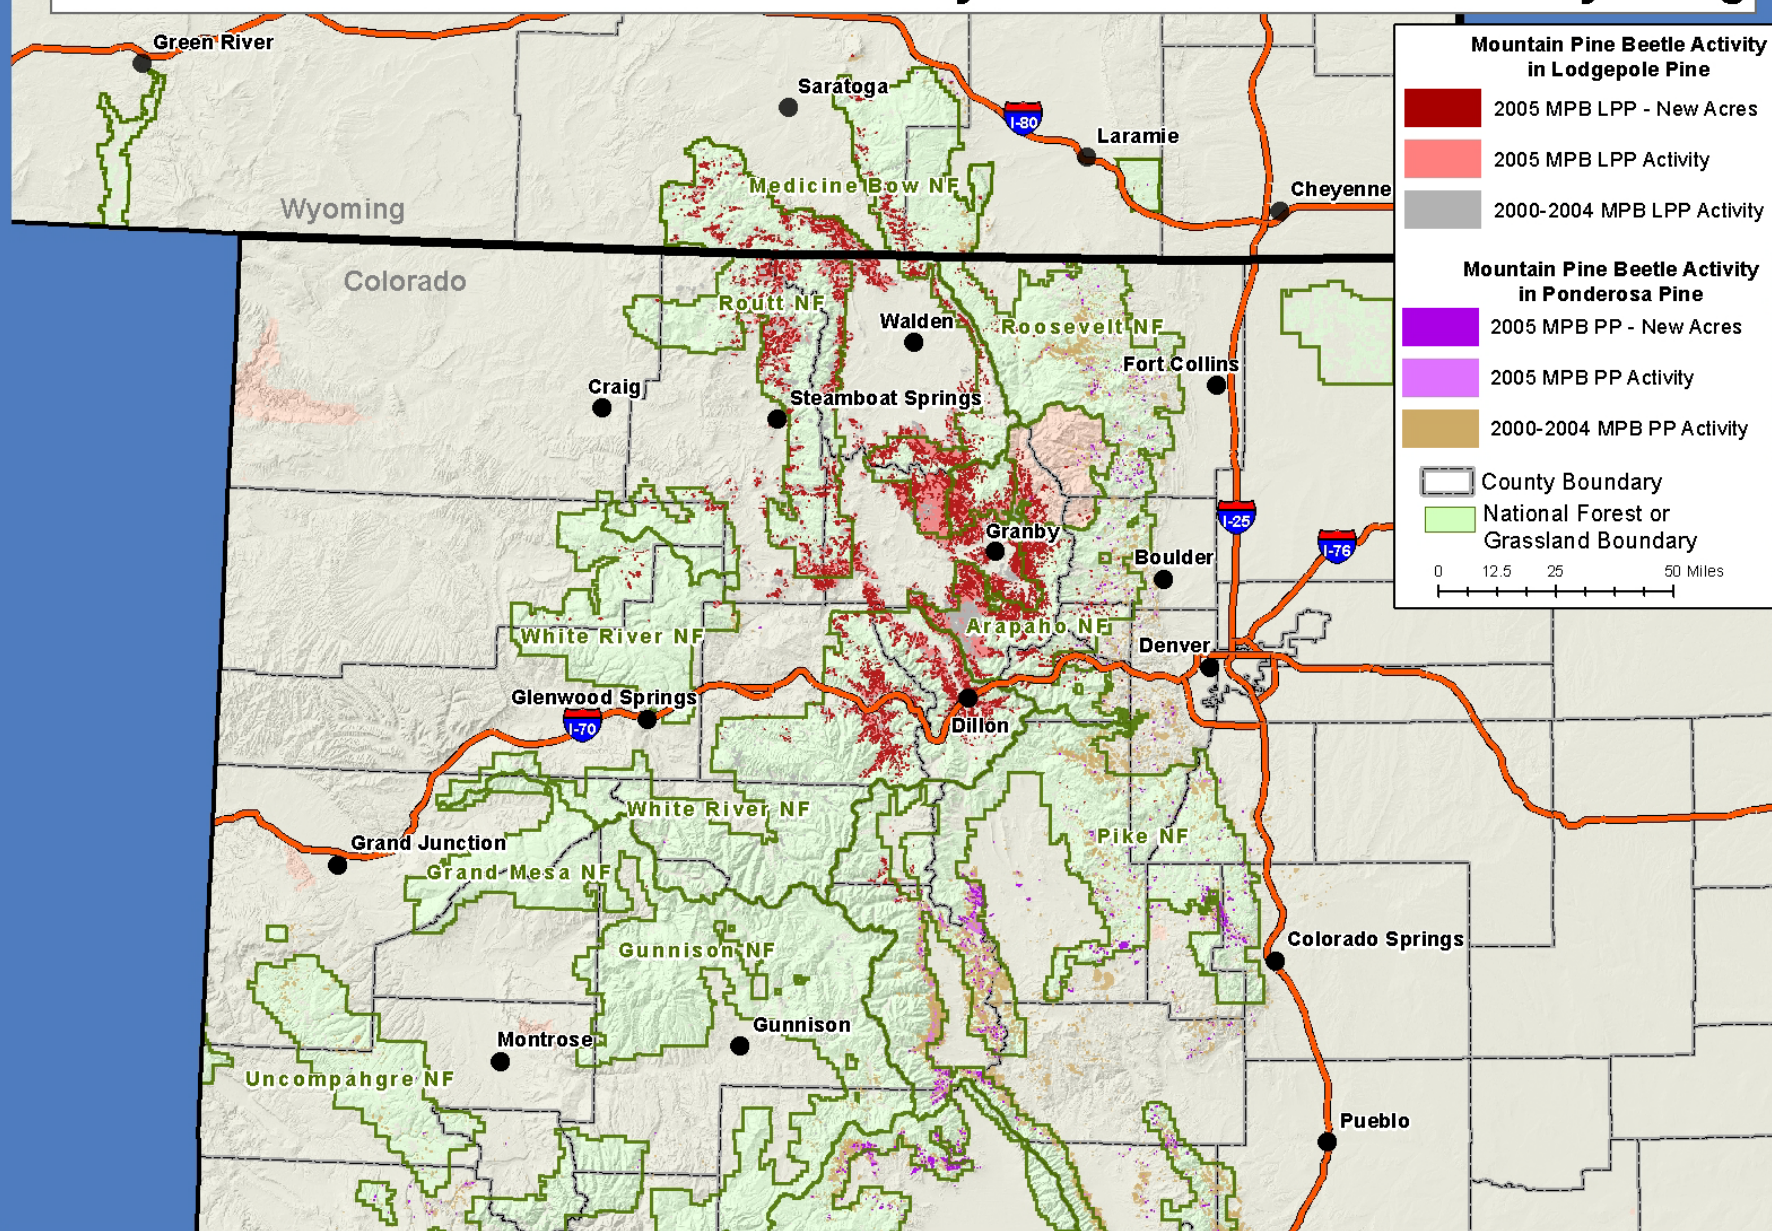 Green River
Saratoga
I-80
Laramie
Cheyenne
Medicine Bow NF
Wyoming
Colorado
Routt NF
Walden
Roosevelt NF
Fort Collins
Craig
Steamboat Springs
I-25
I-76
Granby
Boulder
White River NF
Arapaho NF
Denver
Glenwood Springs
I-70
Dillon
White River NF
Pike NF
Grand Junction
Grand Mesa NF
Gunnison NF
Colorado Springs
Gunnison
Montrose
Uncompahgre NF
Pueblo
Mountain Pine Beetle Activity
in Lodgepole Pine
2005 MPB LPP - New Acres
2005 MPB LPP Activity
2000-2004 MPB LPP Activity
Mountain Pine Beetle Activity
in Ponderosa Pine
2005 MPB PP - New Acres
2005 MPB PP Activity
2000-2004 MPB PP Activity
County Boundary
National Forest or
Grassland Boundary
0 12.5 25 50 Miles